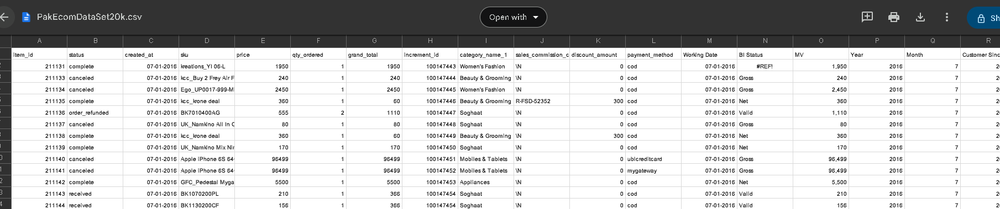 PakEcomDataSet20k.csv Open with Sh
A B C D E F G H I J K L M N O P Q R
item_id status created_at sku price qty_ordered grand_total increment_id category_name_1 sales_commission_c discount_amount payment_method Working Date BI Status MV Year Month Customer Sinc
2 211131 complete 07-01-2016 kreations_YI 06-L 1950 1 1950 100147443 Women's Fashion \N 0 cod 07-01-2016 #REF! 1,950 2016 7 2
3 211133 canceled 07-01-2016 kcc_Buy 2 Frey Air F 240 1 240 100147444 Beauty & Grooming \N 0 cod 07-01-2016 Gross 240 2016 7 2
4 211134 canceled 07-01-2016 Ego_UP0017-999-M 2450 1 2450 100147445 Women's Fashion \N 0 cod 07-01-2016 Gross 2,450 2016 7 2
5 211135 complete 07-01-2016 kcc_krone deal 360 1 60 100147446 Beauty & Grooming R-FSD-52352 300 cod 07-01-2016 Net 360 2016 7 2
6 211136 order_refunded 07-01-2016 BK7010400AG 555 2 1110 100147447 Soghaat \N 0 cod 07-01-2016 Valid 1,110 2016 7 2
7 211137 canceled 07-01-2016 UK_Namkino All In C 80 1 80 100147448 Soghaat \N 0 cod 07-01-2016 Gross 80 2016 7 2
8 211138 complete 07-01-2016 kcc_krone deal 360 1 60 100147449 Beauty & Grooming \N 300 cod 07-01-2016 Net 360 2016 7 2
9 211139 complete 07-01-2016 UK_Namkino Mix Nir 170 1 170 100147450 Soghaat \N 0 cod 07-01-2016 Net 170 2016 7 2
0 211140 canceled 07-01-2016 Apple iPhone 6S 64 96499 1 96499 100147451 Mobiles & Tablets \N 0 ublcreditcard 07-01-2016 Gross 96,499 2016 7 2
1 211141 canceled 07-01-2016 Apple iPhone 6S 64 96499 1 96499 100147452 Mobiles & Tablets \N 0 mygateway 07-01-2016 Gross 96,499 2016 7 2
2 211142 complete 07-01-2016 GFC_Pedestal Myga 5500 1 5500 100147453 Appliances \N 0 cod 07-01-2016 Net 5,500 2016 7 2
3 211143 received 07-01-2016 BK1070200PL 210 1 366 100147454 Soghaat \N 0 cod 07-01-2016 Valid 210 2016 7 2
4 211144 received 07-01-2016 BK1130200CF 156 1 366 100147454 Soghaat \N 0 cod 07-01-2016 Valid 156 2016 7 2